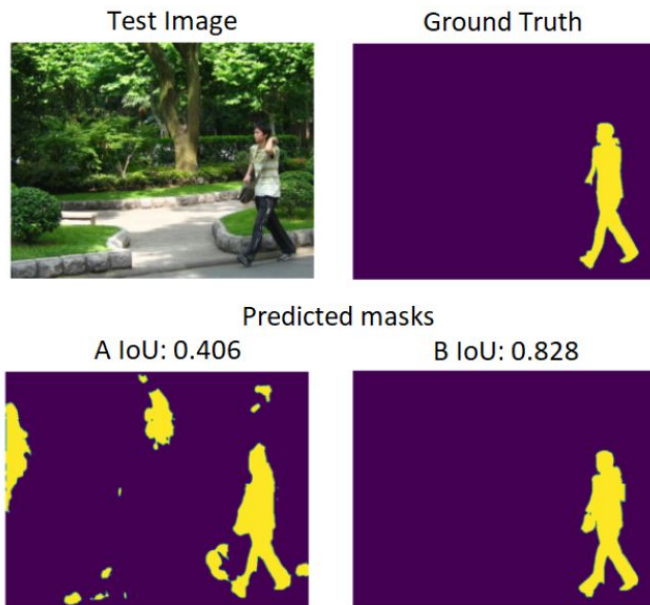 Test Image
Ground Truth
Predicted masks
A IoU: 0.406
B IoU: 0.828